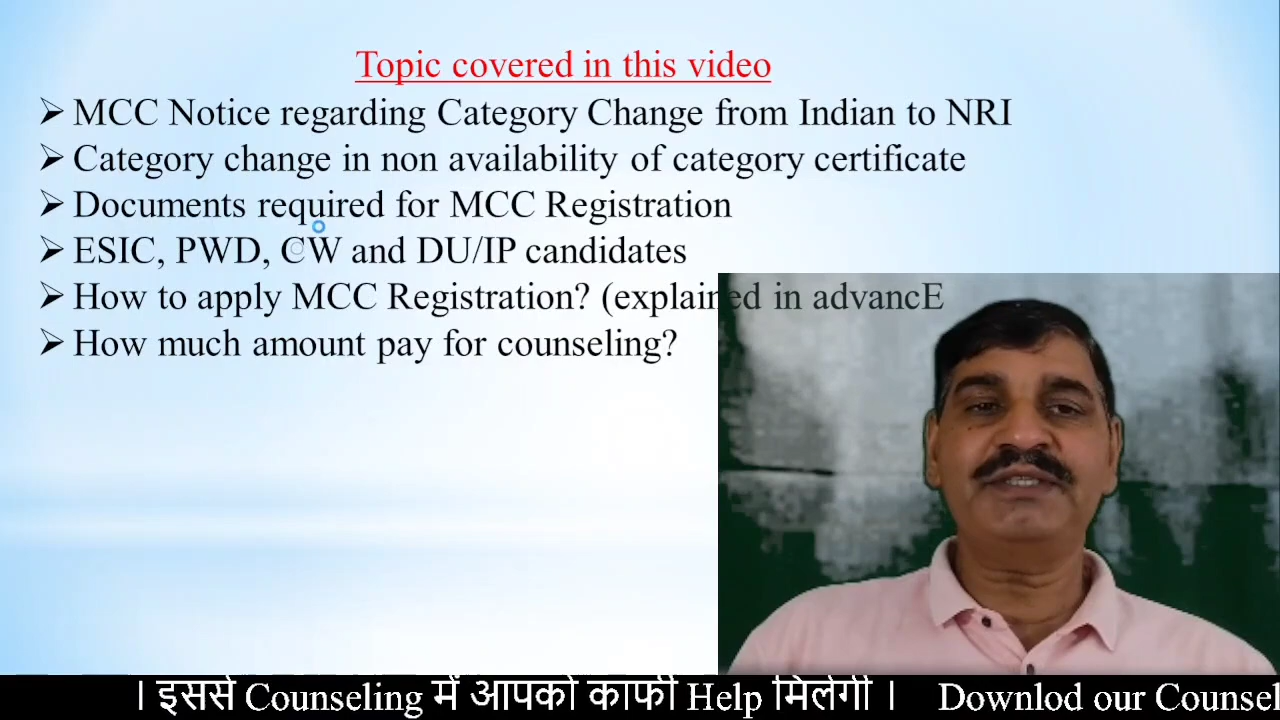 Topic covered in this video
➢ MCC Notice regarding Category Change from Indian to NRI
➢ Category change in non availability of category certificate
➢ Documents required for MCC Registration
➢ ESIC, PWD, CW and DU/IP candidates
➢ How to apply MCC Registration? (explained in advancE
➢ How much amount pay for counseling?
। इससे Counseling में आपको काफी Help मिलेगी । Downlod our Counsel